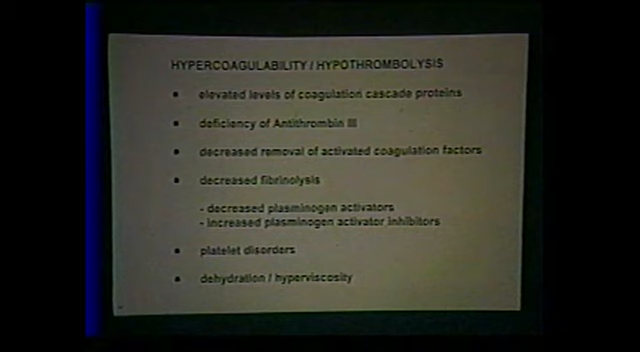 HYPERCOAGULABILITY / HYPOTHROMBOLYSIS
• elevated levels of coagulation cascade proteins
• deficiency of Antithrombin III
• decreased removal of activated coagulation factors
• decreased fibrinolysis
- decreased plasminogen activators
- increased plasminogen activator inhibitors
• platelet disorders
• dehydration / hyperviscosity